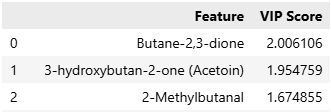 Feature VIP Score
0 Butane-2,3-dione 2.006106
1 3-hydroxybutan-2-one (Acetoin) 1.954759
2 2-Methylbutanal 1.674855